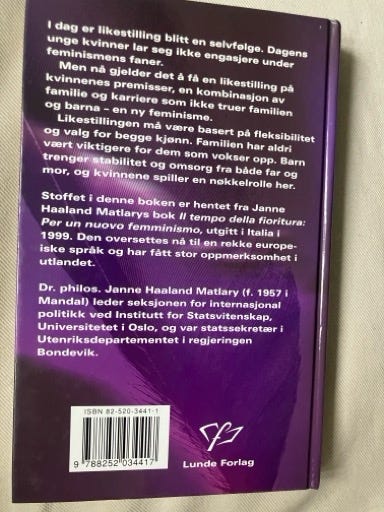 I dag er likestilling blitt en selvfølge. Dagens
unge kvinner lar seg ikke engasjere under
feminismens faner.
Men nå gjelder det å få en likestilling på
kvinnenes premisser, en kombinasjon av
familie og karriere som ikke truer familien
og barna – en ny feminisme.
Likestillingen må være basert på fleksibilitet
og valg for begge kjønn. Familien har aldri
vært viktigere for dem som vokser opp. Barn
trenger stabilitet og omsorg fra både far og
mor, og kvinnene spiller en nøkkelrolle her.
Stoffet i denne boken er hentet fra Janne
Haaland Matlarys bok Il tempo della fioritura:
Per un nuovo femminismo, utgitt i Italia i
1999. Den oversettes nå til en rekke europe-
iske språk og har fått stor oppmerksomhet i
utlandet.
Dr. philos. Janne Haaland Matlary (f. 1957 i
Mandal) leder seksjonen for internasjonal
politikk ved Institutt for Statsvitenskap,
Universitetet i Oslo, og var statssekretær i
Utenriksdepartementet i regjeringen
Bondevik.
ISBN 82-520-3441-1
9 788252 034417
Lunde Forlag